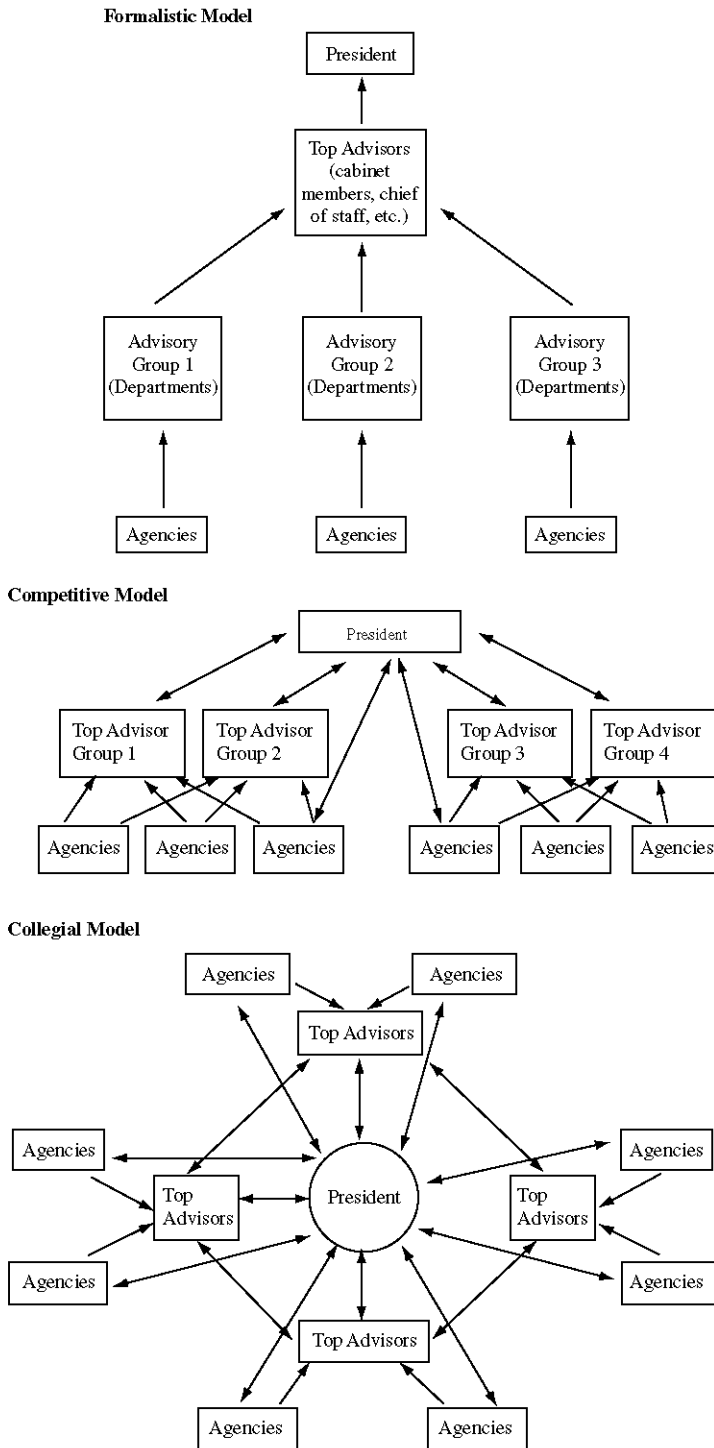 Formalistic Model
President
Top Advisors
(cabinet
members, chief
of staff, etc.)
Advisory
Group 1
(Departments)
Advisory
Group 2
(Departments)
Advisory
Group 3
(Departments)
Agencies
Agencies
Agencies
Competitive Model
President
Top Advisor
Group 1
Top Advisor
Group 2
Top Advisor
Group 3
Top Advisor
Group 4
Agencies
Agencies
Agencies
Agencies
Agencies
Agencies
Collegial Model
Agencies
Agencies
Top Advisors
Agencies
Agencies
Top
Advisors
President
Top
Advisors
Agencies
Agencies
Top Advisors
Agencies
Agencies